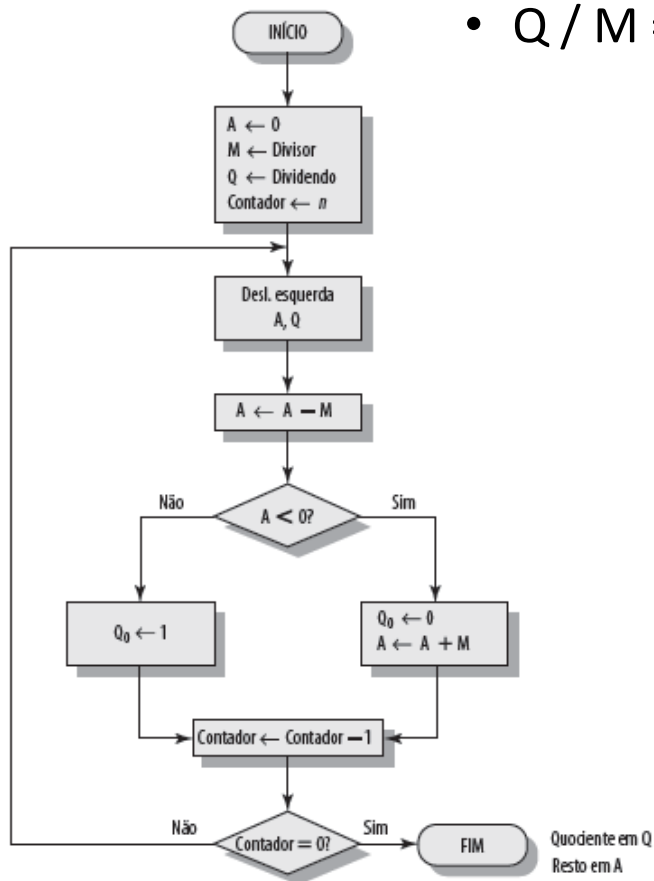 • Q / M =
INÍCIO
A ← 0
M ← Divisor
Q ← Dividendo
Contador ← n
Desl. esquerda
A, Q
A ← A − M
Não
A < 0?
Sim
Q₀ ← 1
Q₀ ← 0
A ← A + M
Contador ← Contador − 1
Não
Contador = 0?
Sim
FIM
Quociente em Q
Resto em A